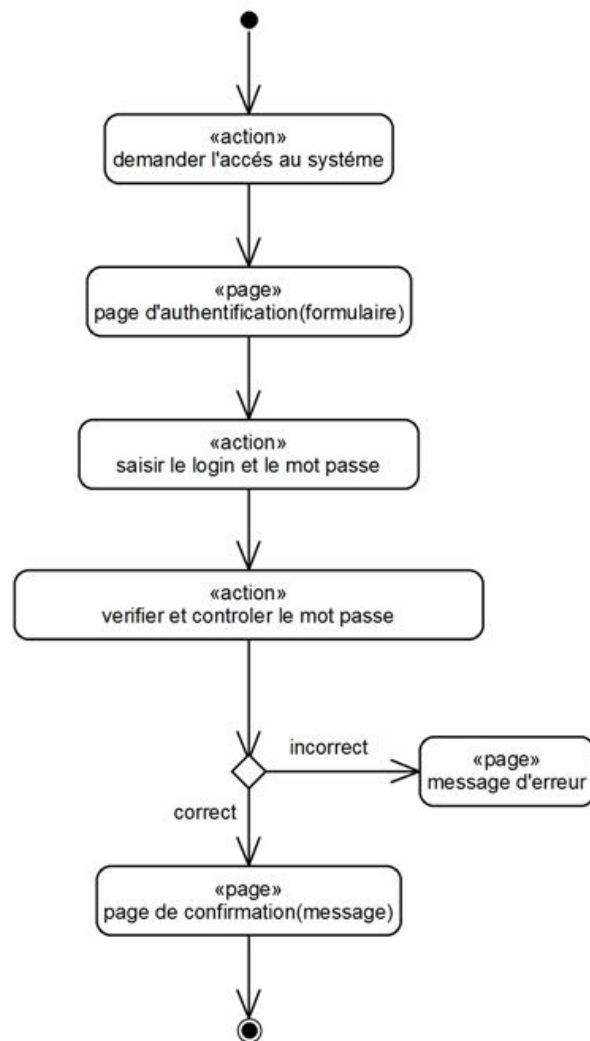 «action»
demander l'accés au systéme
«page»
page d'authentification(formulaire)
«action»
saisir le login et le mot passe
«action»
verifier et controler le mot passe
incorrect
«page»
message d'erreur
correct
«page»
page de confirmation(message)